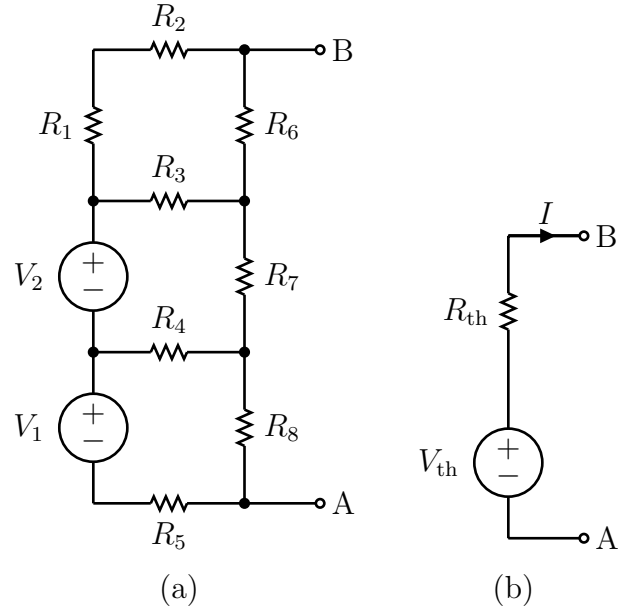 R2
B
R1
R6
R3
I
B
V2
+
−
R7
Rth
R4
V1
+
−
R8
Vth
+
−
A
R5
A
(a)
(b)